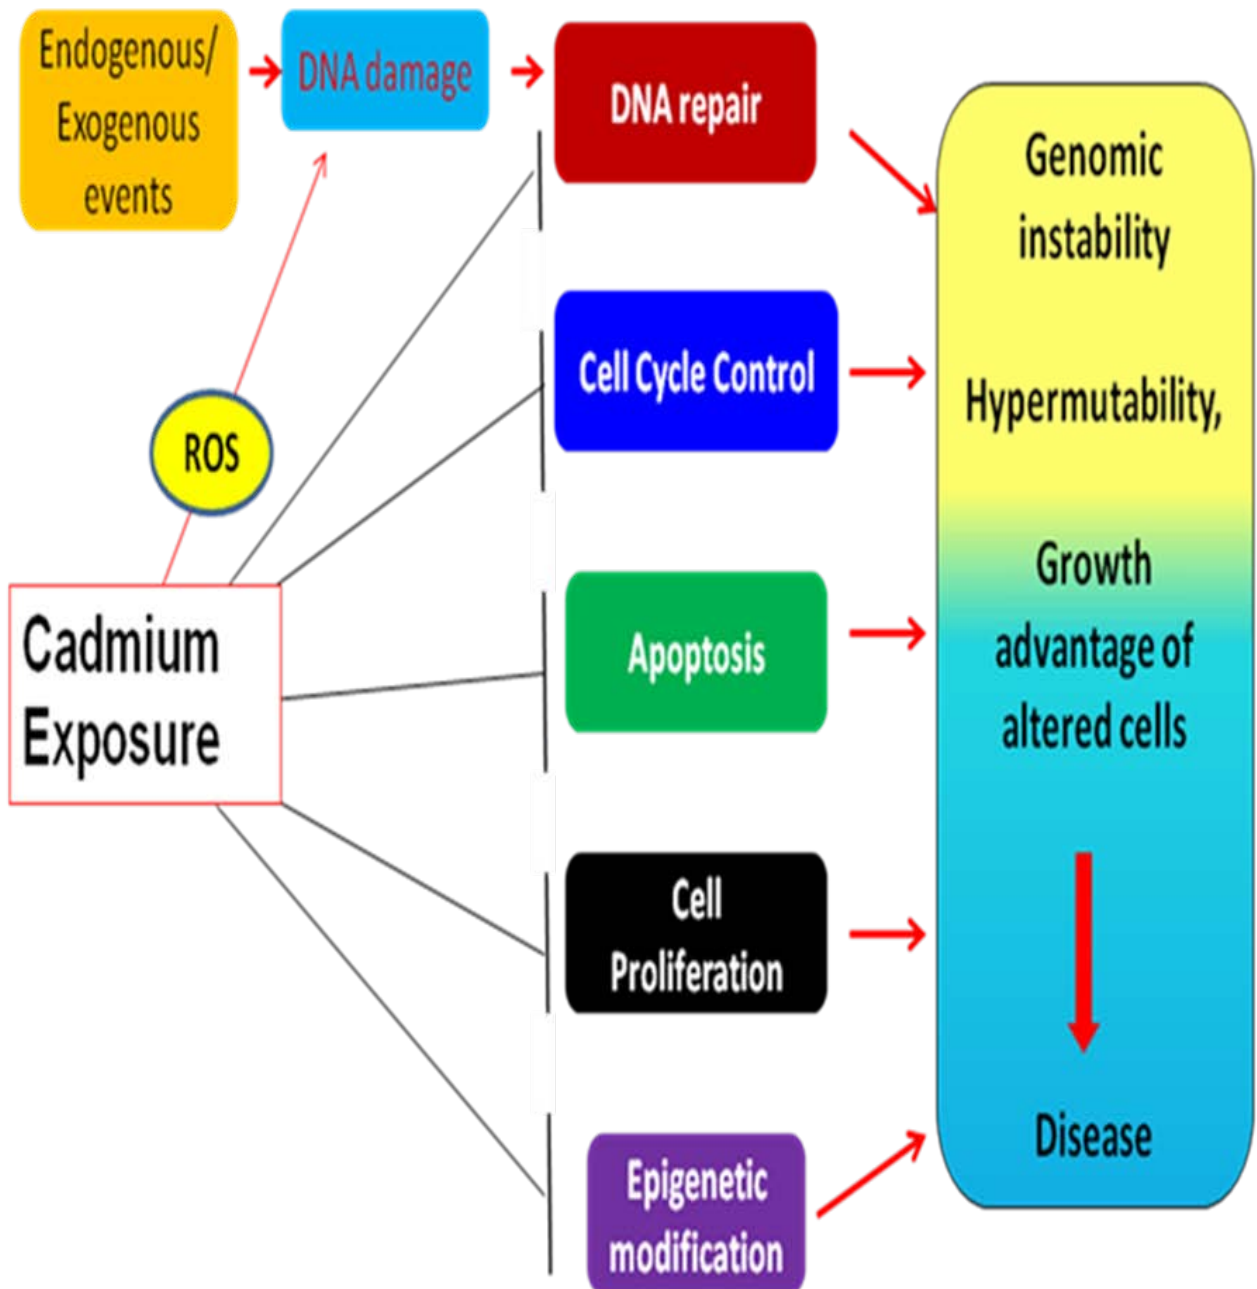 Endogenous/
Exogenous
events
DNA damage
DNA repair
Genomic
instability
Cell Cycle Control
Hypermutability,
ROS
Growth
advantage of
altered cells
Cadmium
Exposure
Apoptosis
Cell
Proliferation
Disease
Epigenetic
modification